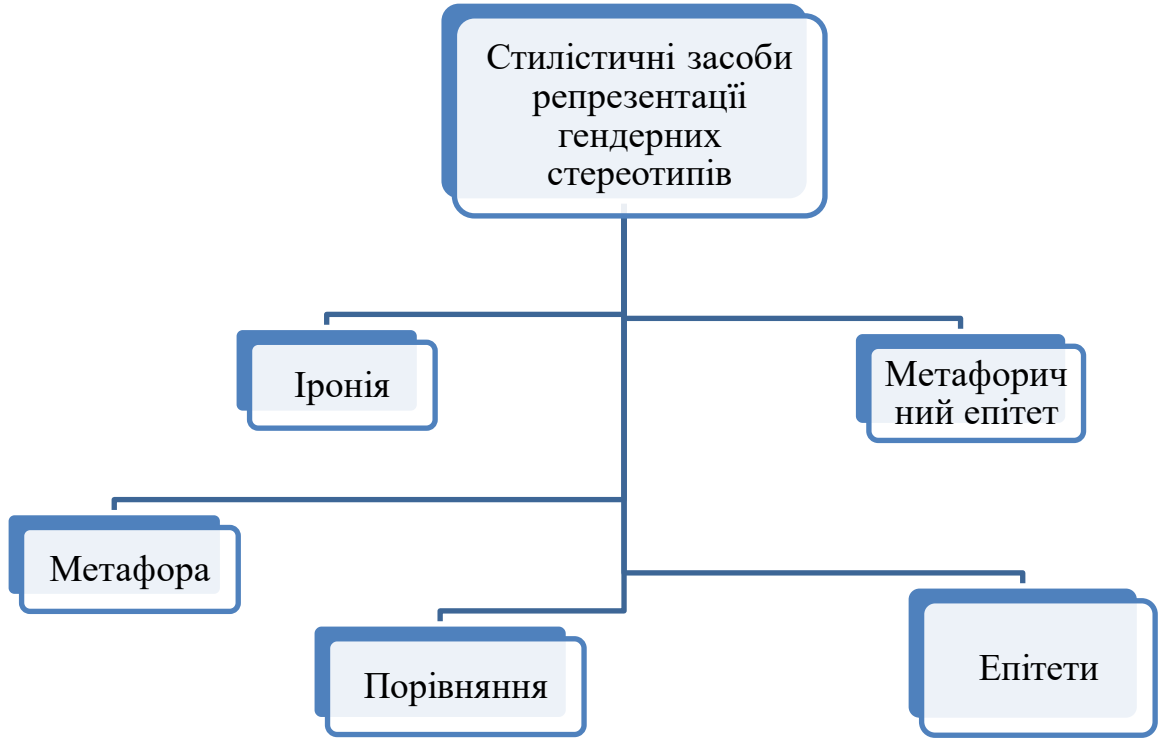 Стилістичні засоби
репрезентації
гендерних
стереотипів
Іронія
Метафорич
ний епітет
Метафора
Порівняння
Епітети